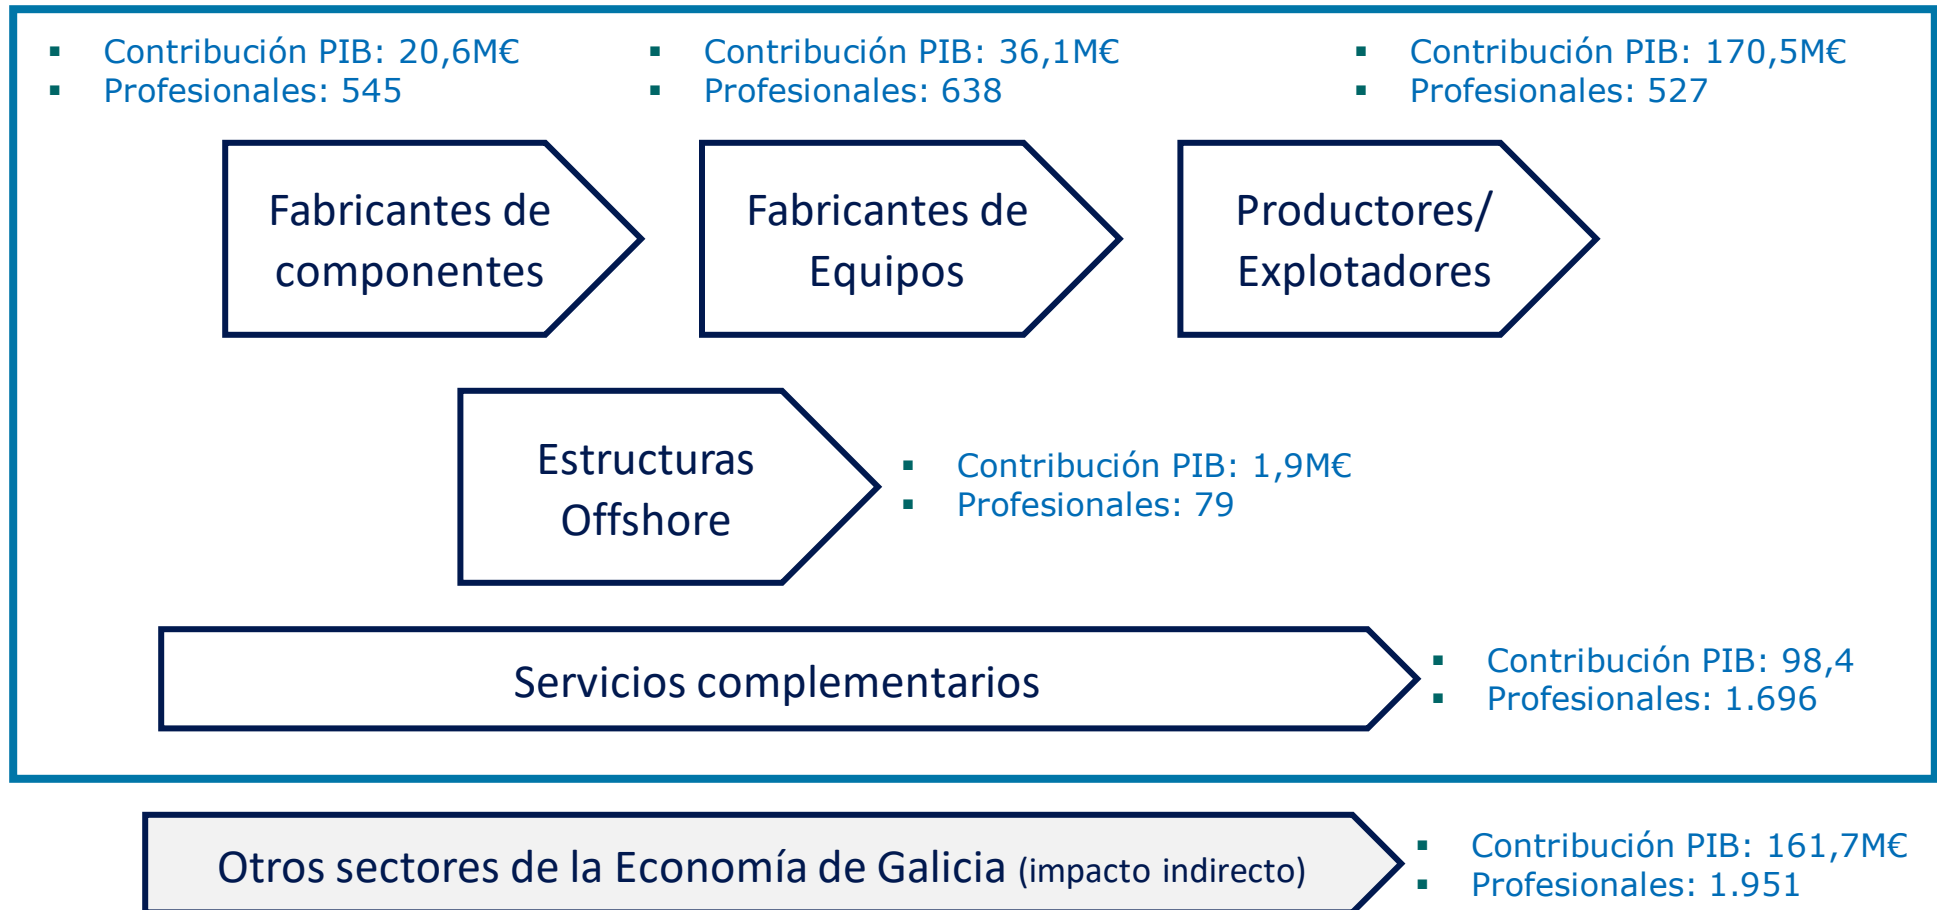 Contribución PIB: 20,6M€
Profesionales: 545
Contribución PIB: 36,1M€
Profesionales: 638
Contribución PIB: 170,5M€
Profesionales: 527
Fabricantes de
componentes
Fabricantes de
Equipos
Productores/
Explotadores
Estructuras
Offshore
Contribución PIB: 1,9M€
Profesionales: 79
Servicios complementarios
Contribución PIB: 98,4
Profesionales: 1.696
Otros sectores de la Economía de Galicia (impacto indirecto)
Contribución PIB: 161,7M€
Profesionales: 1.951